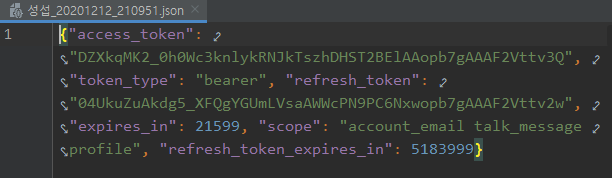 성섭_20201212_210951.json
1 {"access_token":
"DZXkqMK2_0h0Wc3knlykRNJkTszhDHST2BElAAopb7gAAAF2Vttv3Q",
"token_type": "bearer", "refresh_token":
"04UkuZuAkdg5_XFQgYGUmLVsaAWWcPN9PC6Nxwopb7gAAAF2Vttv2w",
"expires_in": 21599, "scope": "account_email talk_message
profile", "refresh_token_expires_in": 5183999}